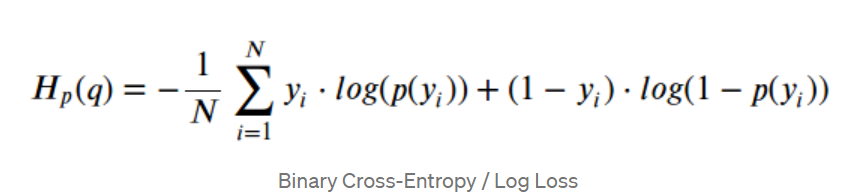 H_p(q) = -\frac{1}{N} \sum_{i=1}^{N} y_i \cdot log(p(y_i)) + (1 - y_i) \cdot log(1 - p(y_i))
Binary Cross-Entropy / Log Loss